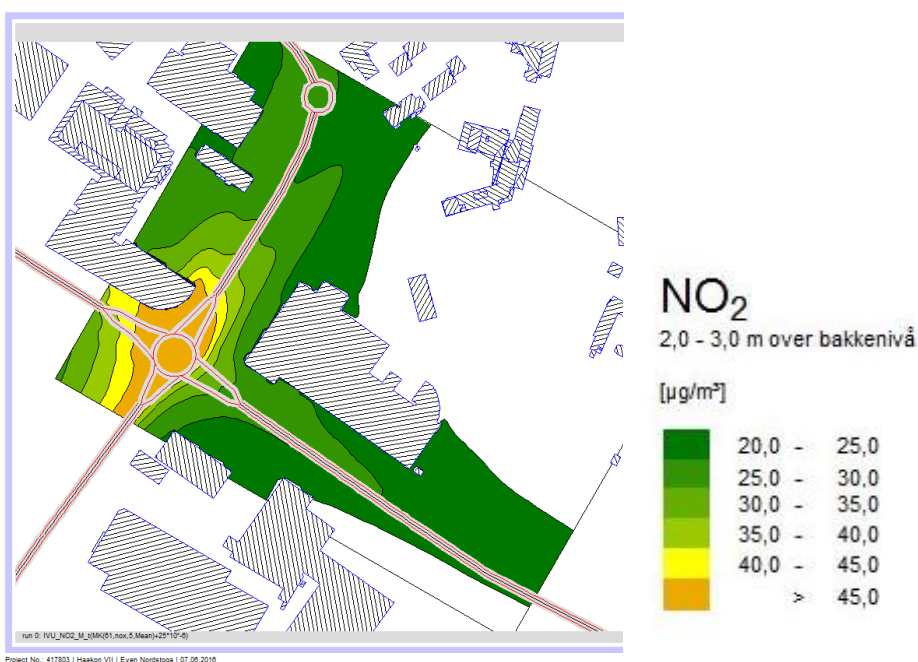 NO2
2,0 - 3,0 m over bakkenivå
[µg/m³]
20,0 - 25,0
25,0 - 30,0
30,0 - 35,0
35,0 - 40,0
40,0 - 45,0
> 45,0
run 0: IVU_NO2_M_t(MK(61,nox,5,Mean)+25*10^-6)
Project No.: 417803 | Haakon VII | Even Nordstoga | 07.06.2016